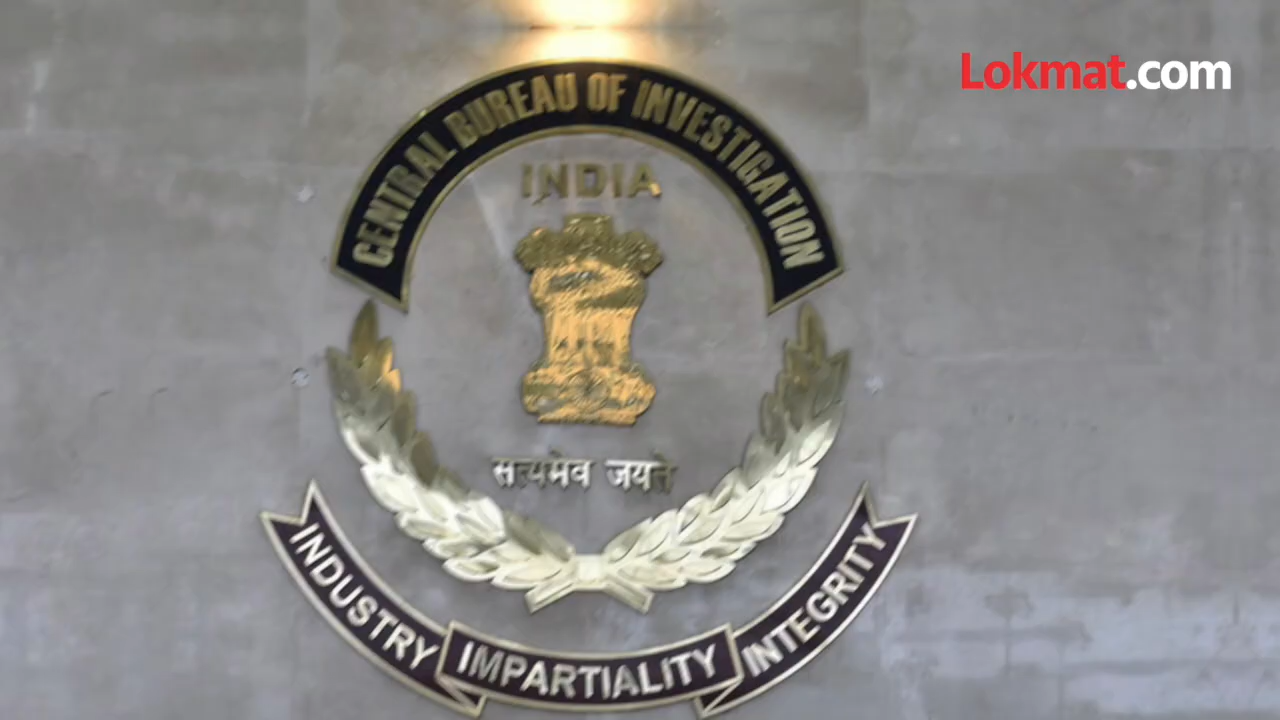 Lokmat.com
CENTRAL BUREAU OF INVESTIGATION
INDIA
सत्यमेव जयते
INDUSTRY IMPARTIALITY INTEGRITY